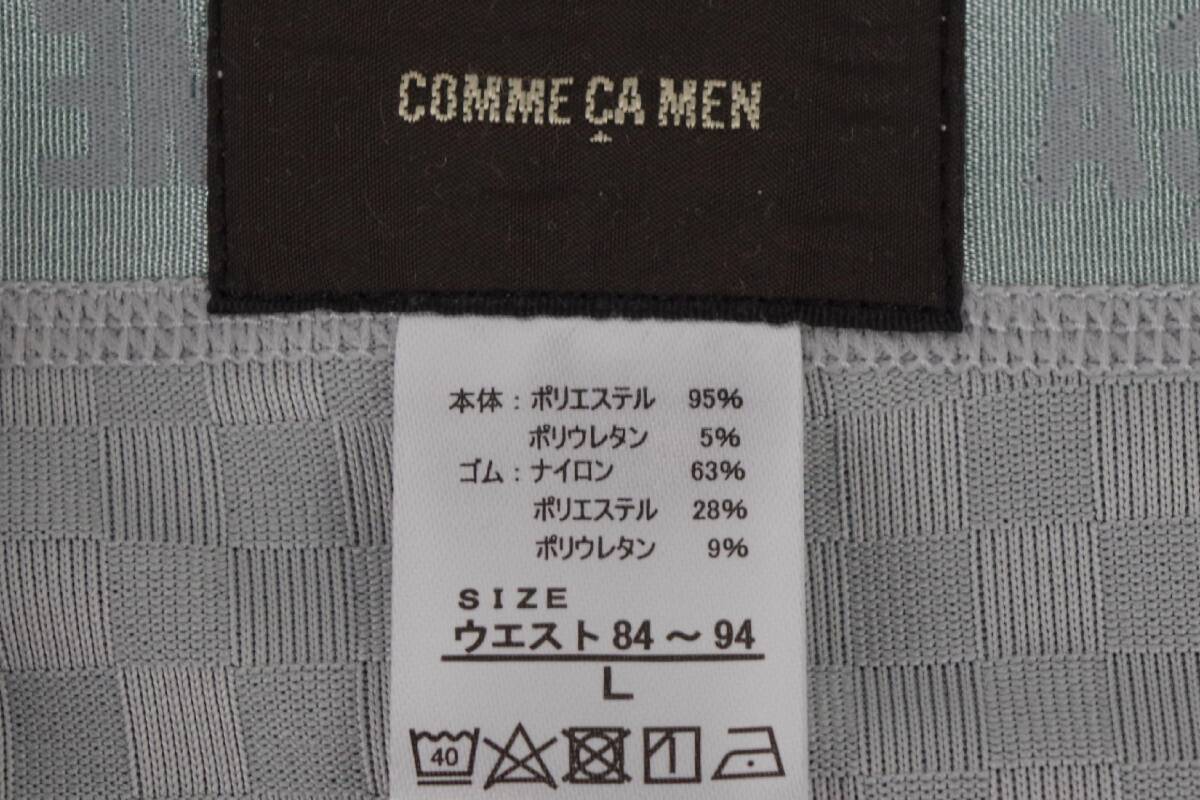 COMME ÇA MEN
本体：ポリエステル 95%
ポリウレタン 5%
ゴム：ナイロン 63%
ポリエステル 28%
ポリウレタン 9%
SIZE
ウエスト 84～94
L
40